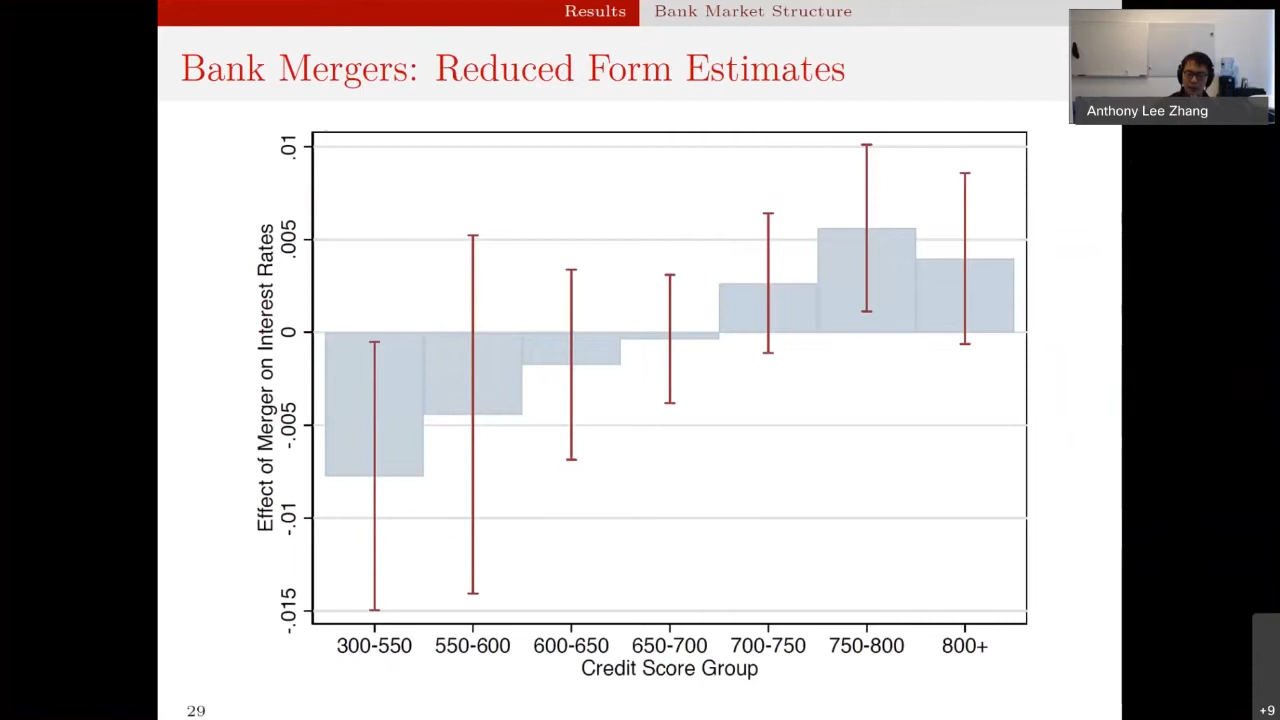 Results Bank Market Structure
Bank Mergers: Reduced Form Estimates
Anthony Lee Zhang
Effect of Merger on Interest Rates
.01
.005
0
-.005
-.01
-.015
300-550 550-600 600-650 650-700 700-750 750-800 800+
Credit Score Group
29
+9